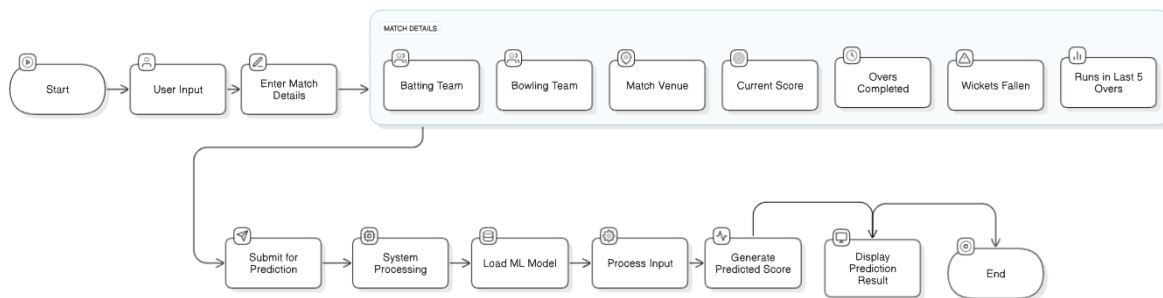 MATCH DETAILS
Start
User Input
Enter Match
Details
Batting Team
Bowling Team
Match Venue
Current Score
Overs
Completed
Wickets Fallen
Runs in Last 5
Overs
Submit for
Prediction
System
Processing
Load ML Model
Process Input
Generate
Predicted Score
Display
Prediction
Result
End